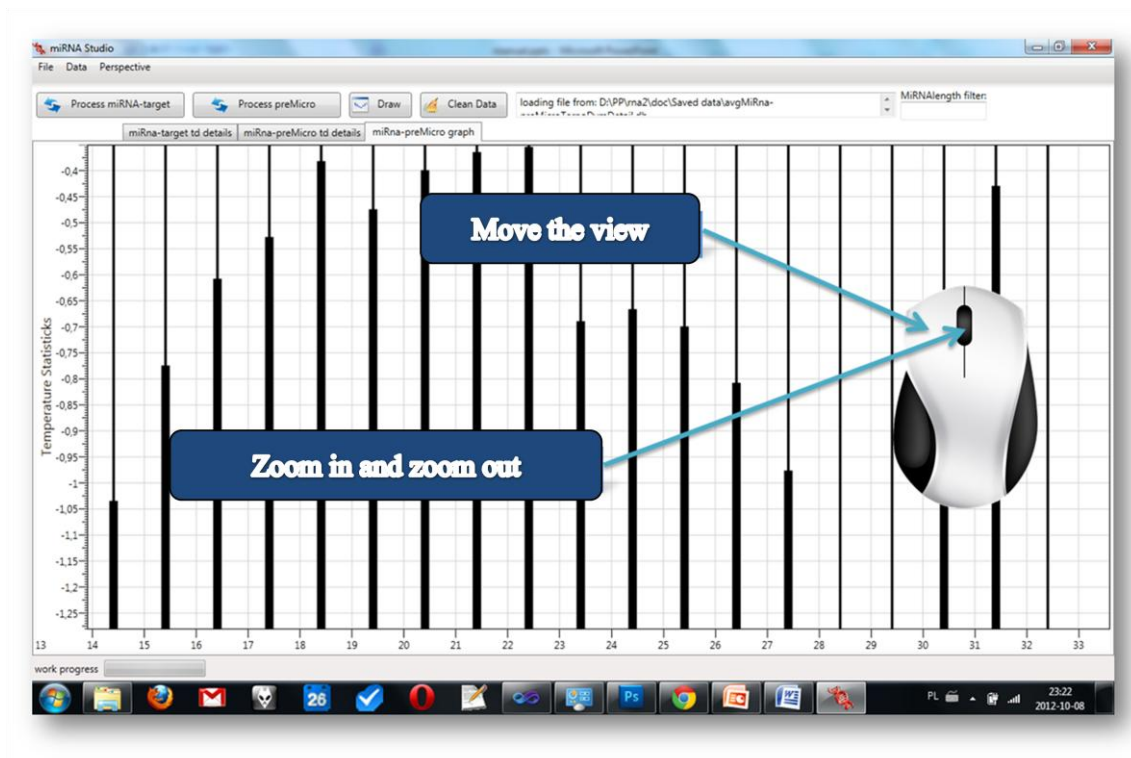 miRNA Studio
File Data Perspective
Process miRNA-target Process preMicro Draw Clean Data loading file from: D:\PP\rna2\doc\Saved data\avgMiRna- MiRNAlength filter:
miRna-target td details miRna-preMicro td details miRna-preMicro graph
Temperature Statisticks
-0,4
-0,45
-0,5
-0,55
-0,6
-0,65
-0,7
-0,75
-0,8
-0,85
-0,9
-0,95
-1
-1,05
-1,1
-1,15
-1,2
-1,25
Move the view
Zoom in and zoom out
13 14 15 16 17 18 19 20 21 22 23 24 25 26 27 28 29 30 31 32 33
work progress
26 Ps PL 23:22
2012-10-08